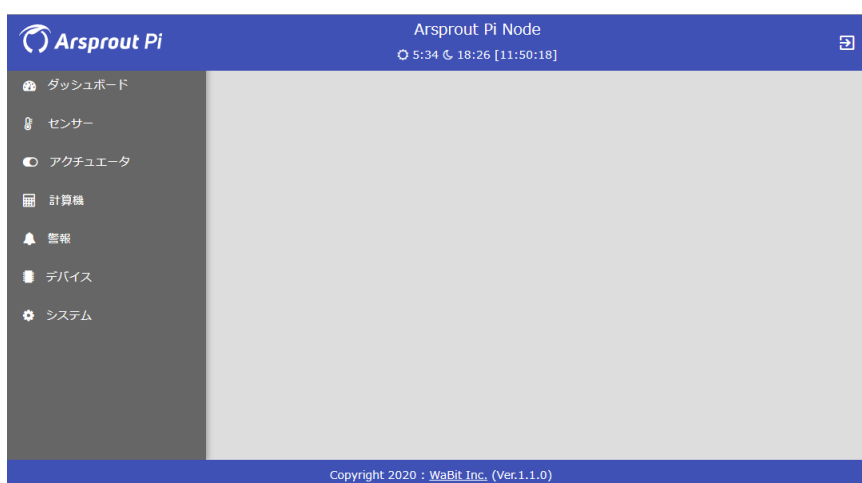 Arsprout Pi
Arsprout Pi Node
5:34 18:26 [11:50:18]
ダッシュボード
センサー
アクチュエータ
計算機
警報
デバイス
システム
Copyright 2020 : WaBit Inc. (Ver.1.1.0)